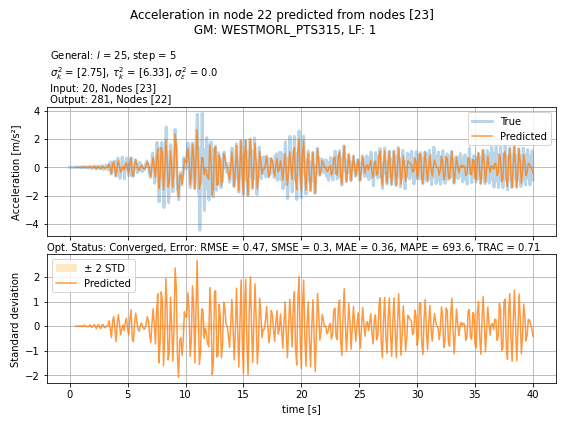 Acceleration in node 22 predicted from nodes [23]
GM: WESTMORL_PTS315, LF: 1
General: l = 25, step = 5
σ²ₖ = [2.75], τ²ₖ = [6.33], σ²ε = 0.0
Input: 20, Nodes [23]
Output: 281, Nodes [22]
Acceleration [m/s²]
4
2
0
−2
−4
True
Predicted
Opt. Status: Converged, Error: RMSE = 0.47, SMSE = 0.3, MAE = 0.36, MAPE = 693.6, TRAC = 0.71
Standard deviation
2
1
0
−1
−2
± 2 STD
Predicted
0 5 10 15 20 25 30 35 40
time [s]